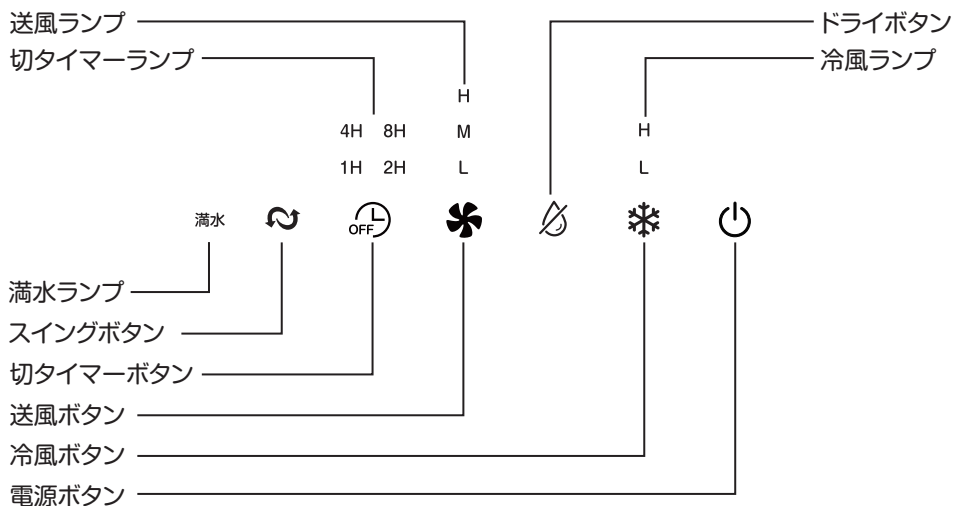 送風ランプ
ドライボタン
切タイマーランプ
冷風ランプ
H
4H 8H M H
1H 2H L L
満水 OFF
満水ランプ
スイングボタン
切タイマーボタン
送風ボタン
冷風ボタン
電源ボタン